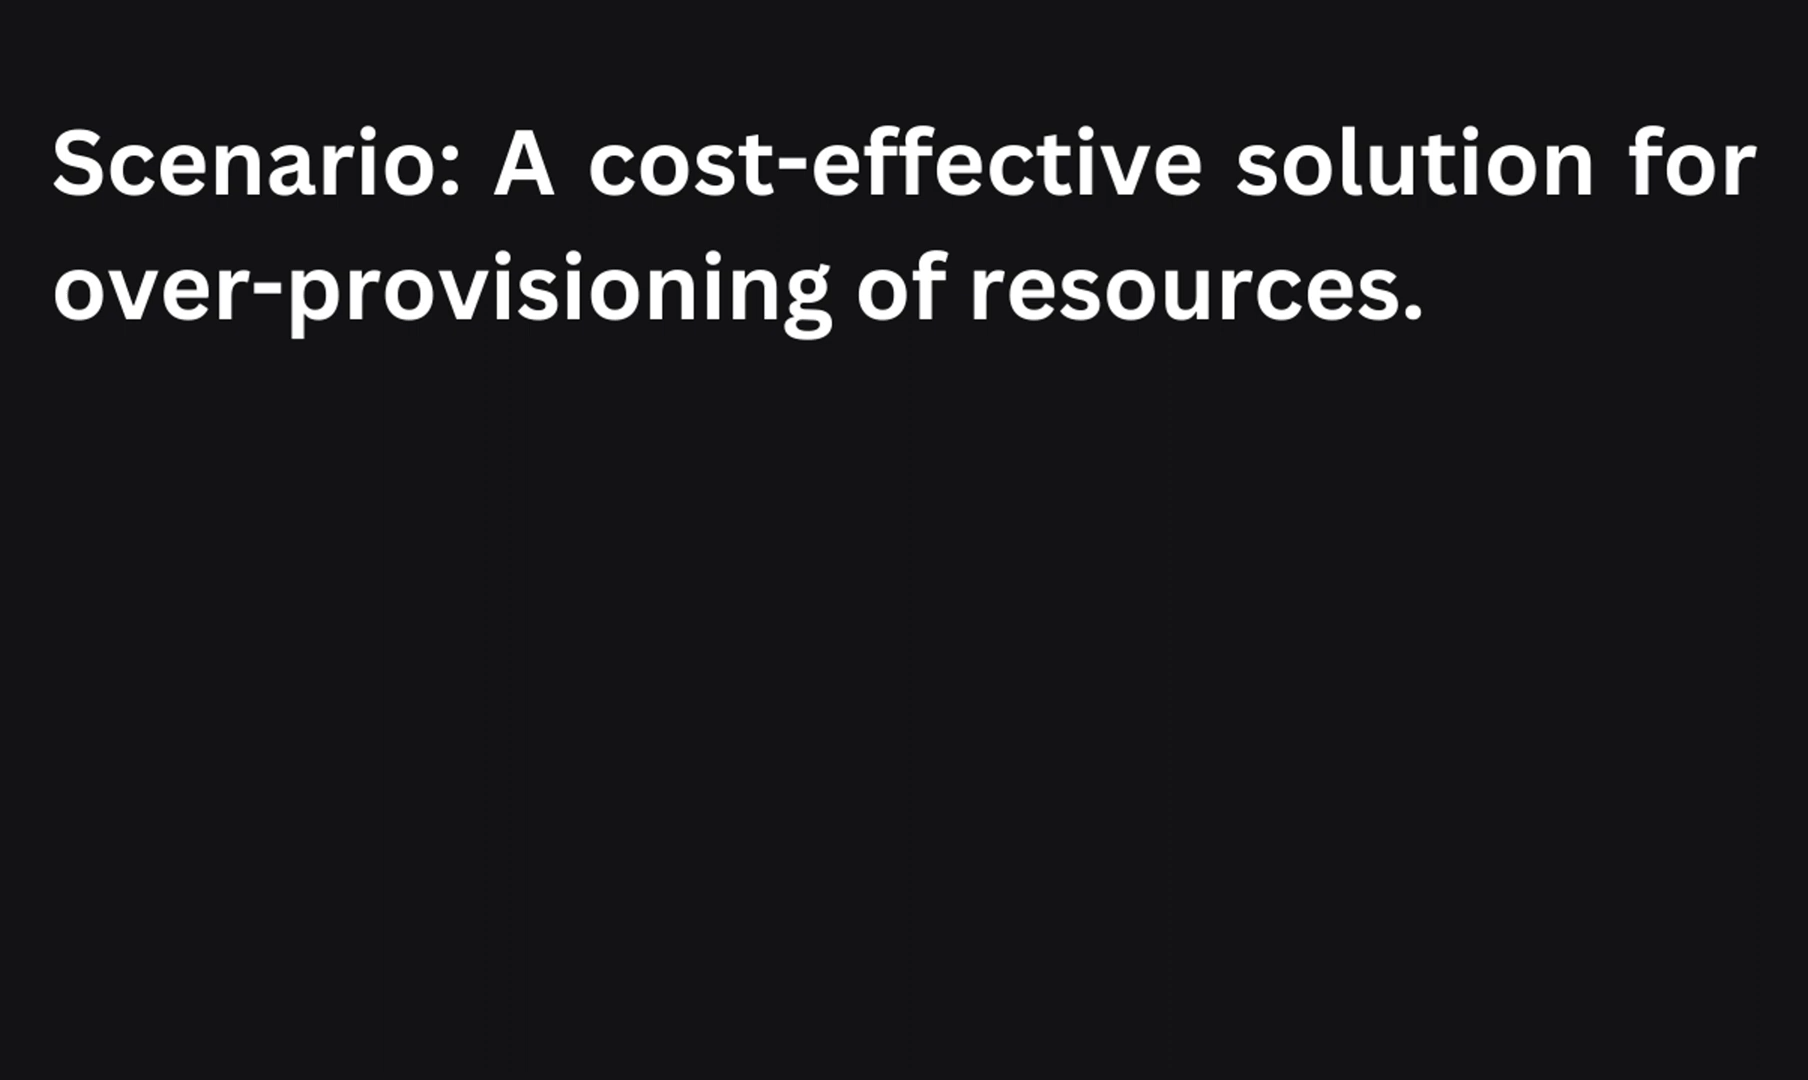 Scenario: A cost-effective solution for
over-provisioning of resources.